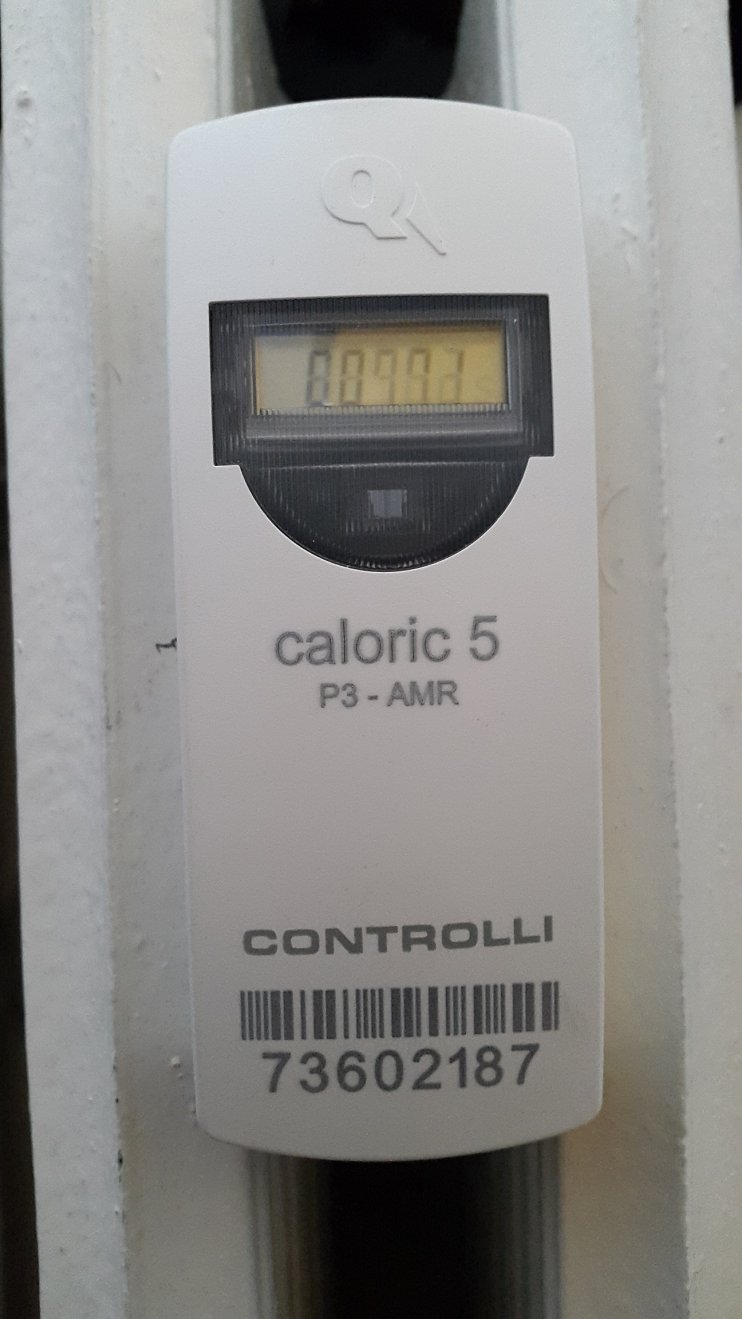 Q
caloric 5
P3 - AMR
CONTROLLI
73602187